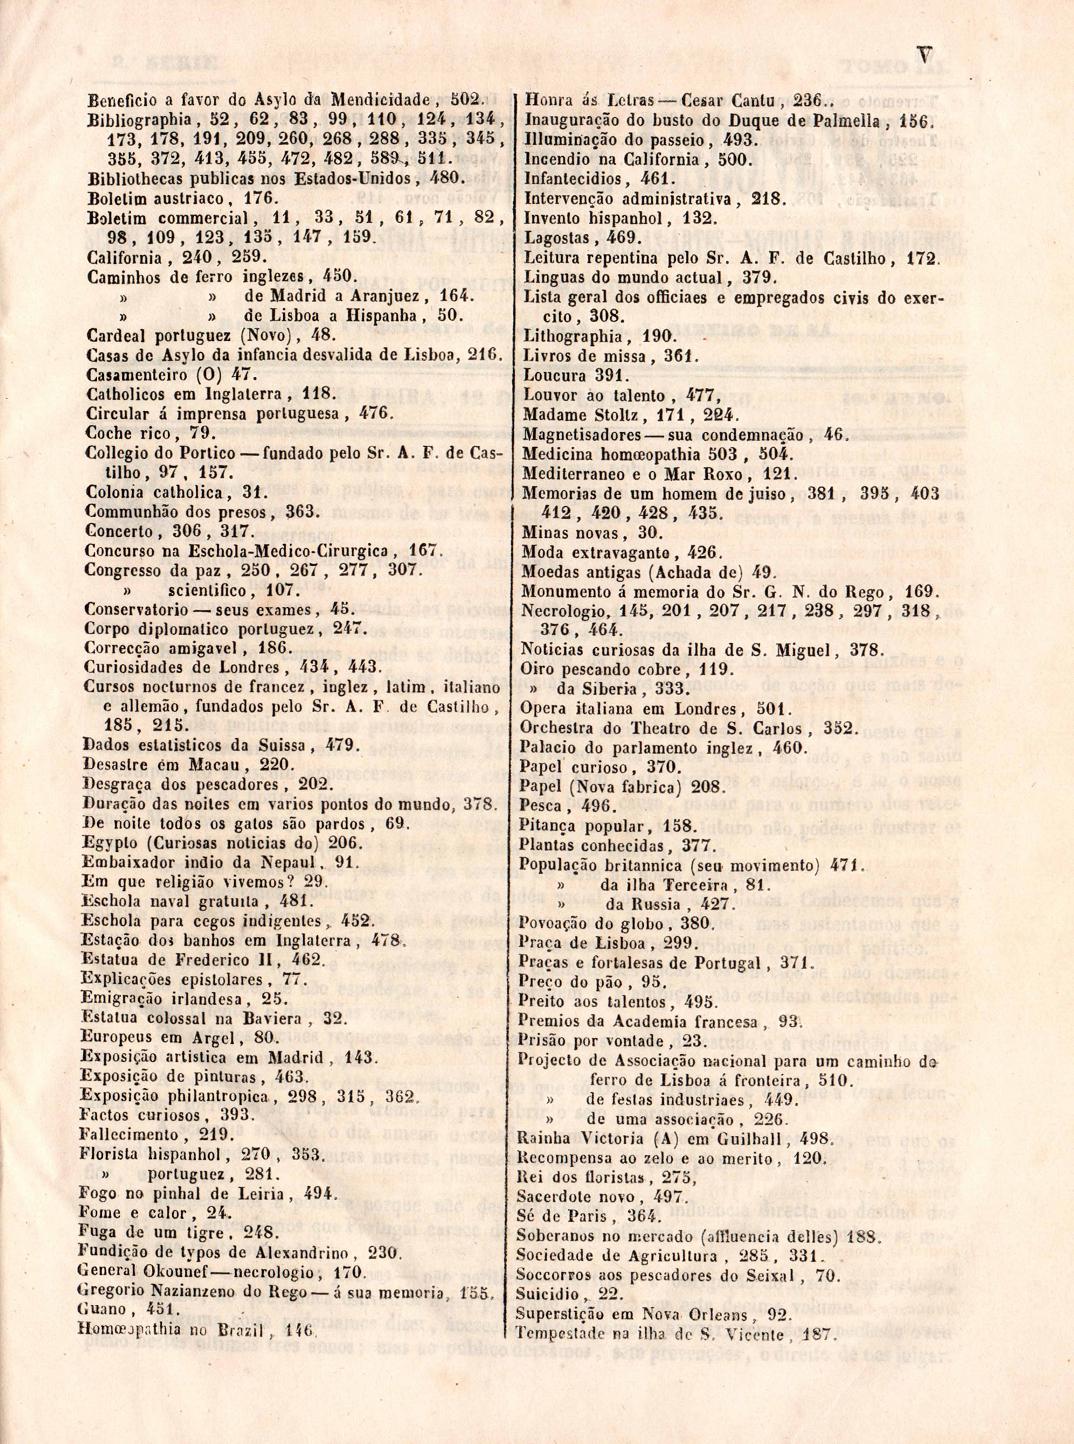 V
Beneficio a favor do Asylo da Mendicidade, 502.
Bibliographia, 52, 62, 83, 99, 110, 124, 134,
173, 178, 191, 209, 260, 268, 288, 335, 345,
355, 372, 413, 455, 472, 482, 589, 511.
Bibliothecas publicas nos Estados-Unidos, 480.
Boletim austriaco, 176.
Boletim commercial, 11, 33, 51, 61, 71, 82,
98, 109, 123, 135, 147, 159.
California, 240, 259.
Caminhos de ferro inglezes, 450.
» » de Madrid a Aranjuez, 164.
» » de Lisboa a Hispanha, 50.
Cardeal portuguez (Novo), 48.
Casas de Asylo da infancia desvalida de Lisboa, 216.
Casamenteiro (O) 47.
Catholicos em Inglaterra, 118.
Circular á imprensa portuguesa, 476.
Coche rico, 79.
Collegio do Portico — fundado pelo Sr. A. F. de Cas-
tilho, 97, 157.
Colonia catholica, 31.
Communhão dos presos, 363.
Concerto, 306, 317.
Concurso na Eschola-Medico-Cirurgica, 167.
Congresso da paz, 250, 267, 277, 307.
» scientifico, 107.
Conservatorio — seus exames, 45.
Corpo diplomatico portuguez, 247.
Correcção amigavel, 186.
Curiosidades de Londres, 434, 443.
Cursos nocturnos de francez, inglez, latim, italiano
e allemão, fundados pelo Sr. A. F. de Castilho,
185, 215.
Dados estatisticos da Suissa, 479.
Desastre em Macau, 220.
Desgraça dos pescadores, 202.
Duração das noites em varios pontos do mundo, 378.
De noite todos os gatos são pardos, 69.
Egypto (Curiosas noticias do) 206.
Embaixador indio da Nepaul, 91.
Em que religião vivemos? 29.
Eschola naval gratuita, 481.
Eschola para cegos indigentes, 452.
Estação dos banhos em Inglaterra, 478.
Estatua de Frederico II, 462.
Explicações epistolares, 77.
Emigração irlandesa, 25.
Estatua colossal na Baviera, 32.
Europeus em Argel, 80.
Exposição artistica em Madrid, 143.
Exposição de pinturas, 463.
Exposição philantropica, 298, 315, 362.
Factos curiosos, 393.
Fallecimento, 219.
Florista hispanhol, 270, 353.
» portuguez, 281.
Fogo no pinhal de Leiria, 494.
Fome e calor, 24.
Fuga de um tigre, 248.
Fundição de typos de Alexandrino, 230.
General Okounef — necrologio, 170.
Gregorio Nazianzeno do Rego — á sua memoria, 155.
Guano, 451.
Homœopathia no Brazil, 146.
Honra ás Letras — Cesar Cantu, 236..
Inauguração do busto do Duque de Palmella, 156.
Illuminação do passeio, 493.
Incendio na California, 500.
Infantecidios, 461.
Intervenção administrativa, 218.
Invento hispanhol, 132.
Lagostas, 469.
Leitura repentina pelo Sr. A. F. de Castilho, 172.
Linguas do mundo actual, 379.
Lista geral dos officiaes e empregados civis do exer-
cito, 308.
Lithographia, 190.
Livros de missa, 361.
Loucura 391.
Louvor ao talento, 477,
Madame Stoltz, 171, 224.
Magnetisadores — sua condemnação, 46.
Medicina homœopathia 503, 504.
Mediterraneo e o Mar Roxo, 121.
Memorias de um homem de juiso, 381, 395, 403
412, 420, 428, 435.
Minas novas, 30.
Moda extravagante, 426.
Moedas antigas (Achada de) 49.
Monumento á memoria do Sr. G. N. do Rego, 169.
Necrologio, 145, 201, 207, 217, 238, 297, 318,
376, 464.
Noticias curiosas da ilha de S. Miguel, 378.
Oiro pescando cobre, 119.
» da Siberia, 333.
Opera italiana em Londres, 501.
Orchestra do Theatro de S. Carlos, 352.
Palacio do parlamento inglez, 460.
Papel curioso, 370.
Papel (Nova fabrica) 208.
Pesca, 496.
Pitança popular, 158.
Plantas conhecidas, 377.
População britannica (seu movimento) 471.
» da ilha Terceira, 81.
» da Russia, 427.
Povoação do globo, 380.
Praça de Lisboa, 299.
Praças e fortalesas de Portugal, 371.
Preço do pão, 95.
Preito aos talentos, 495.
Premios da Academia francesa, 93.
Prisão por vontade, 23.
Projecto de Associação nacional para um caminho de
ferro de Lisboa á fronteira, 510.
» de festas industriaes, 449.
» de uma associação, 226.
Rainha Victoria (A) em Guilhall, 498.
Recompensa ao zelo e ao merito, 120.
Rei dos floristas, 275,
Sacerdote novo, 497.
Sé de Paris, 364.
Soberanos no mercado (affluencia delles) 188.
Sociedade de Agricultura, 285, 331.
Soccorros aos pescadores do Seixal, 70.
Suicidio, 22.
Superstição em Nova Orleans, 92.
Tempestade na ilha de S. Vicente, 187.